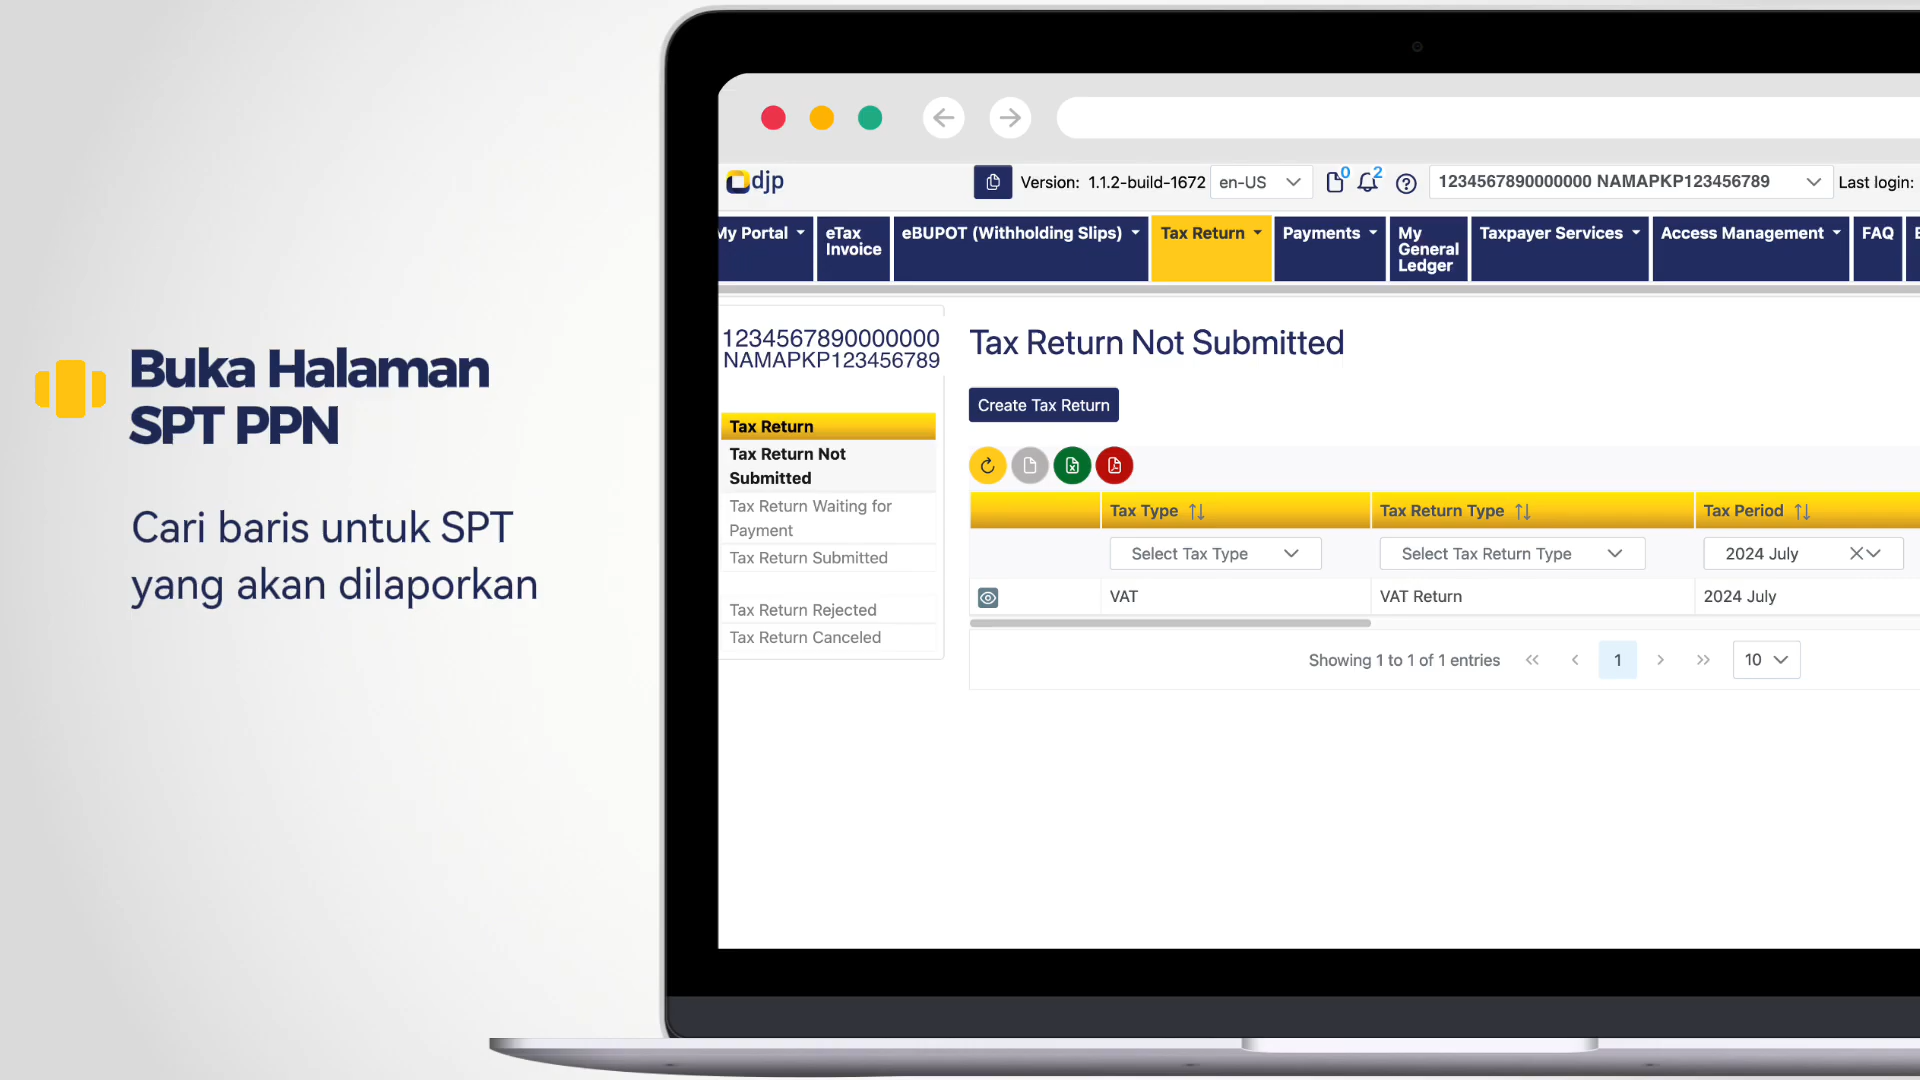 Buka Halaman
SPT PPN
Cari baris untuk SPT
yang akan dilaporkan
djp
Version: 1.1.2-build-1672
en-US
0
2
1234567890000000 NAMAPKP123456789
Last login:
My Portal
eTax
Invoice
eBUPOT (Withholding Slips)
Tax Return
Payments
My
General
Ledger
Taxpayer Services
Access Management
FAQ
1234567890000000
NAMAPKP123456789
Tax Return
Tax Return Not
Submitted
Tax Return Waiting for
Payment
Tax Return Submitted
Tax Return Rejected
Tax Return Canceled
Tax Return Not Submitted
Create Tax Return
Tax Type
Tax Return Type
Tax Period
Select Tax Type
Select Tax Return Type
2024 July
VAT
VAT Return
2024 July
Showing 1 to 1 of 1 entries
1
10